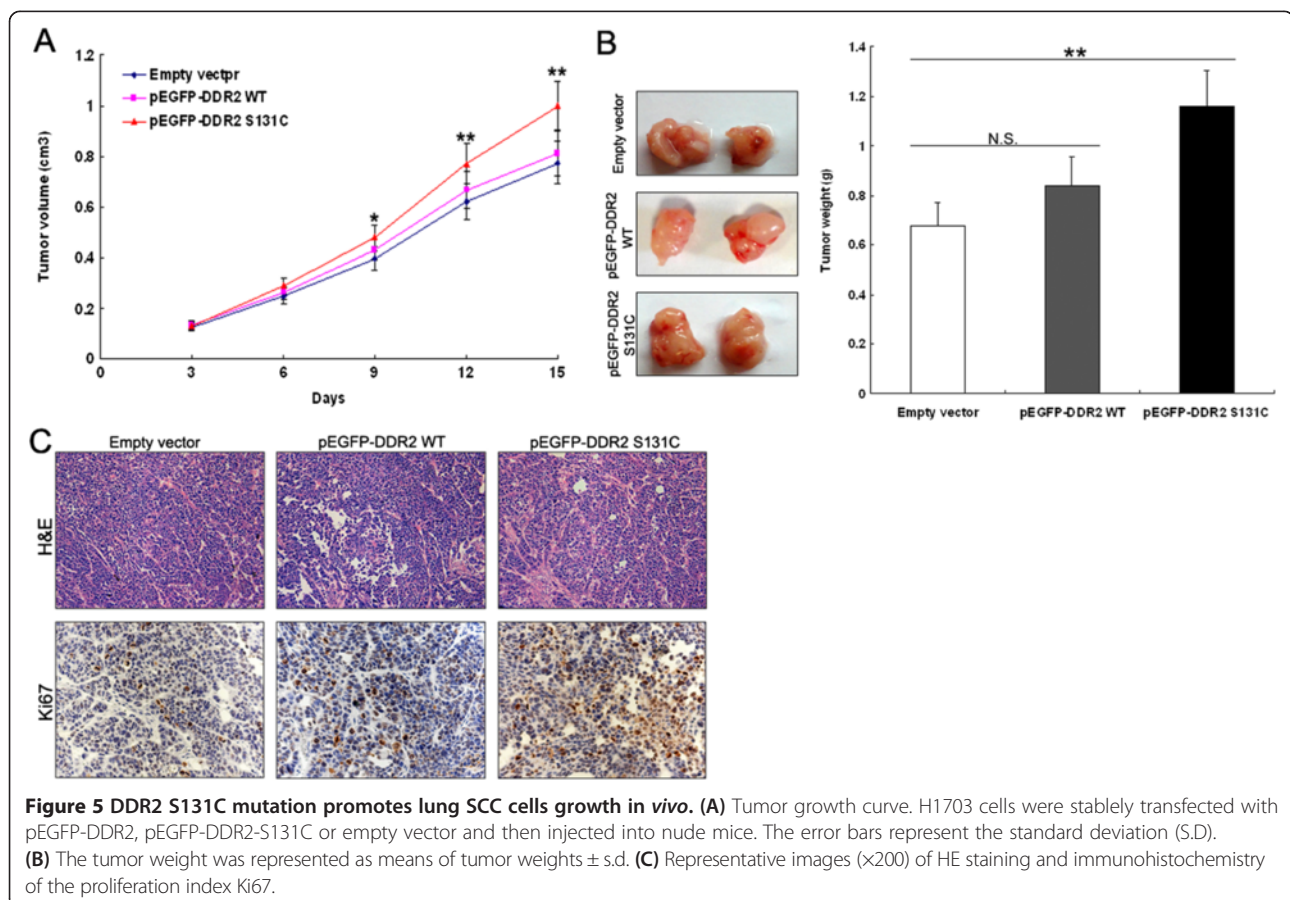 A
1.2
1
0.8
0.6
0.4
0.2
0
Tumor volume (cm3)
Empty vectpr
pEGFP-DDR2 WT
pEGFP-DDR2 S131C
*
**
**
0 3 6 9 12 15
Days
B
Empty vector
pEGFP-DDR2
WT
pEGFP-DDR2
S131C
1.4
1.2
1
0.8
0.6
0.4
0.2
0
Tumor weight (g)
**
N.S.
Empty vector pEGFP-DDR2 WT pEGFP-DDR2 S131C
C
Empty vector pEGFP-DDR2 WT pEGFP-DDR2 S131C
H&E
Ki67
Figure 5 DDR2 S131C mutation promotes lung SCC cells growth in vivo. (A) Tumor growth curve. H1703 cells were stablely transfected with
pEGFP-DDR2, pEGFP-DDR2-S131C or empty vector and then injected into nude mice. The error bars represent the standard deviation (S.D).
(B) The tumor weight was represented as means of tumor weights ± s.d. (C) Representative images (×200) of HE staining and immunohistochemistry
of the proliferation index Ki67.